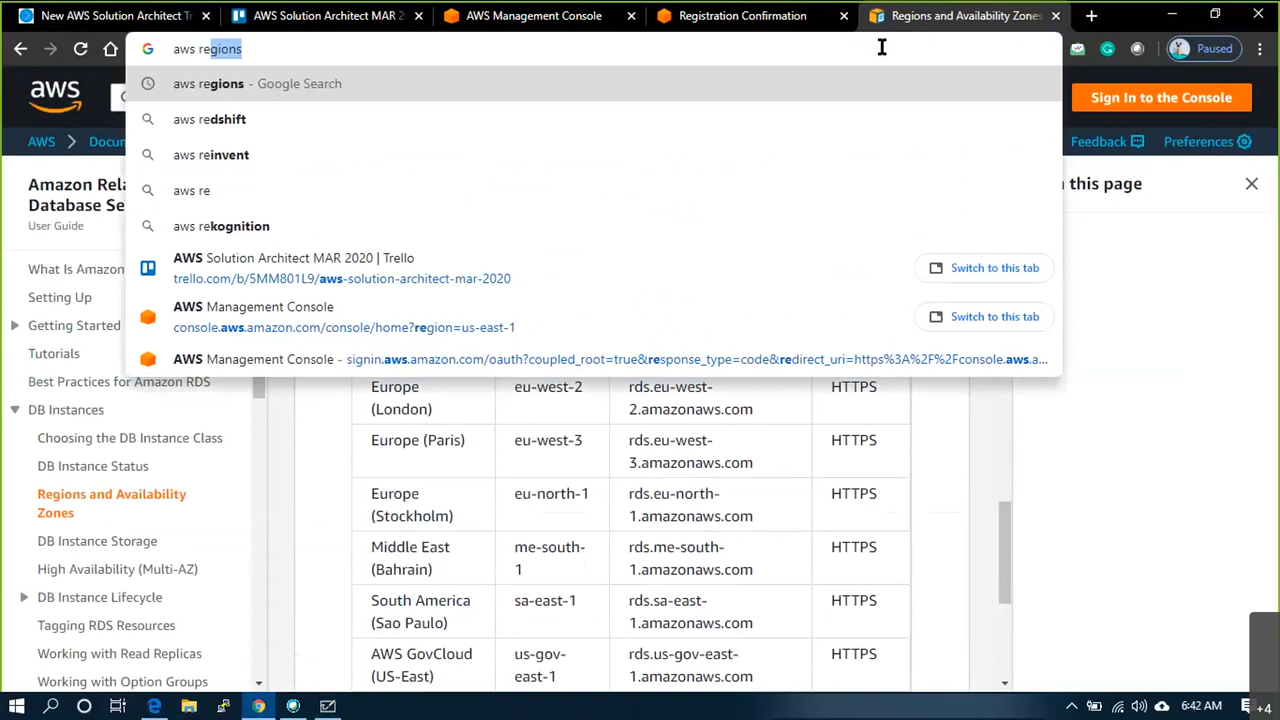 New AWS Solution Architect Tr
AWS Solution Architect MAR 2
AWS Management Console
Registration Confirmation
Regions and Availability Zones
aws regions
Paused
aws regions - Google Search
aws redshift
aws reinvent
aws re
aws rekognition
AWS Solution Architect MAR 2020 | Trello
trello.com/b/5MM801L9/aws-solution-architect-mar-2020
Switch to this tab
AWS Management Console
console.aws.amazon.com/console/home?region=us-east-1
Switch to this tab
AWS Management Console - signin.aws.amazon.com/oauth?coupled_root=true&response_type=code&redirect_uri=https%3A%2F%2Fconsole.aws.a...
aws
Sign In to the Console
AWS
Docum
Feedback
Preferences
Amazon Rela
Database Se
User Guide
this page
What Is Amazon
Setting Up
Getting Started
Tutorials
Best Practices for Amazon RDS
DB Instances
Choosing the DB Instance Class
DB Instance Status
Regions and Availability
Zones
DB Instance Storage
High Availability (Multi-AZ)
DB Instance Lifecycle
Tagging RDS Resources
Working with Read Replicas
Working with Option Groups
Europe
(London)
eu-west-2
rds.eu-west-
2.amazonaws.com
HTTPS
Europe (Paris)
eu-west-3
rds.eu-west-
3.amazonaws.com
HTTPS
Europe
(Stockholm)
eu-north-1
rds.eu-north-
1.amazonaws.com
HTTPS
Middle East
(Bahrain)
me-south-
1
rds.me-south-
1.amazonaws.com
HTTPS
South America
(Sao Paulo)
sa-east-1
rds.sa-east-
1.amazonaws.com
HTTPS
AWS GovCloud
(US-East)
us-gov-
east-1
rds.us-gov-east-
1.amazonaws.com
HTTPS
6:42 AM
+4